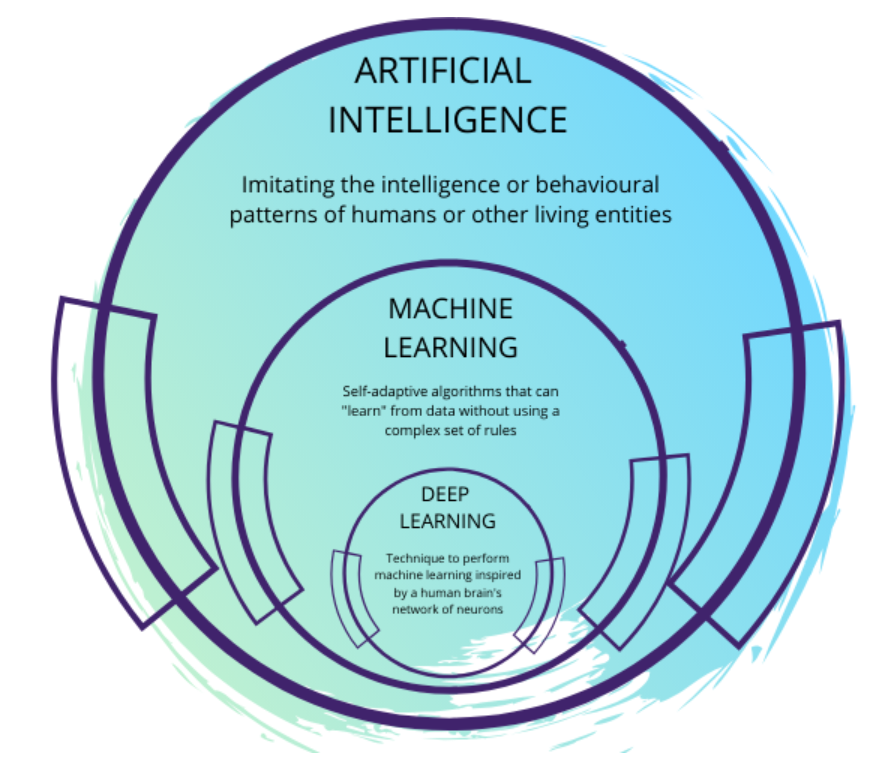 ARTIFICIAL
INTELLIGENCE
Imitating the intelligence or behavioural
patterns of humans or other living entities
MACHINE
LEARNING
Self-adaptive algorithms that can
"learn" from data without using a
complex set of rules
DEEP
LEARNING
Technique to perform
machine learning inspired
by a human brain's
network of neurons